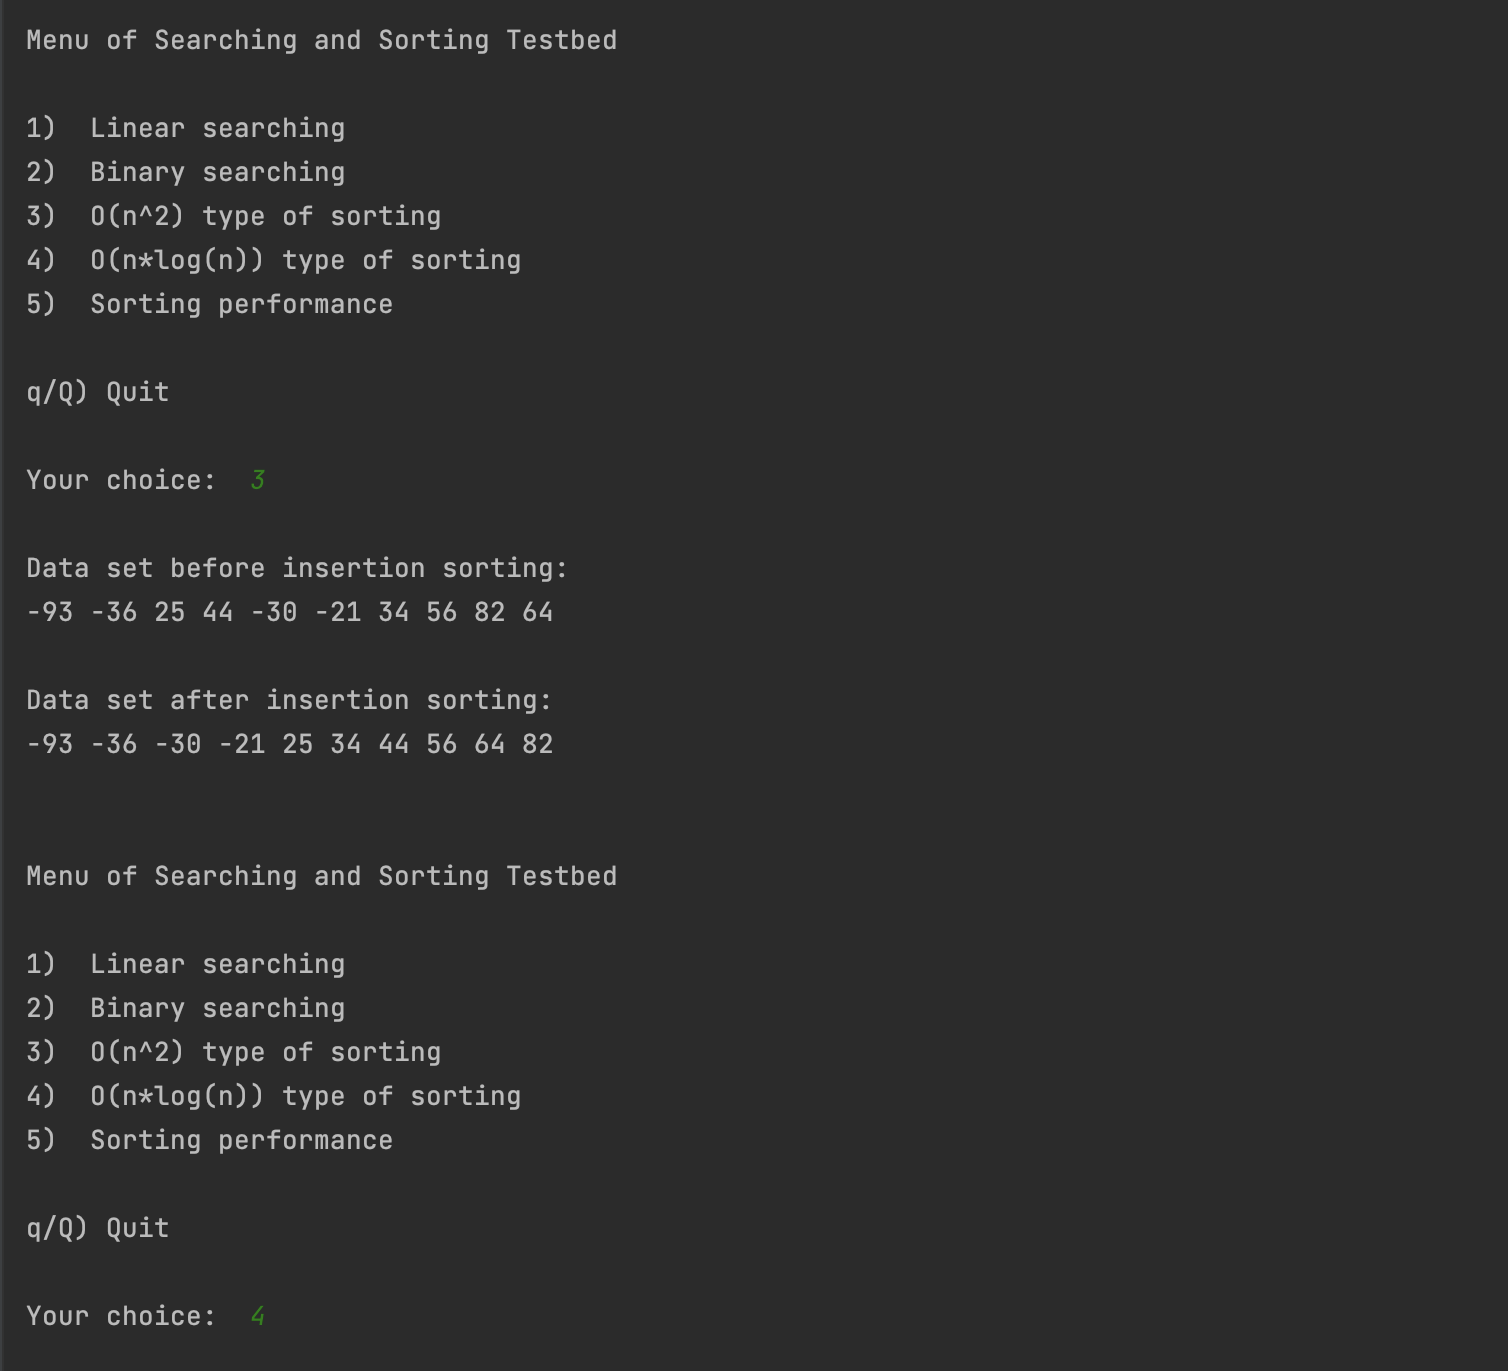 Menu of Searching and Sorting Testbed
1)  Linear searching
2)  Binary searching
3)  O(n^2) type of sorting
4)  O(n*log(n)) type of sorting
5)  Sorting performance
q/Q) Quit
Your choice:  3
Data set before insertion sorting:
-93 -36 25 44 -30 -21 34 56 82 64
Data set after insertion sorting:
-93 -36 -30 -21 25 34 44 56 64 82
Menu of Searching and Sorting Testbed
1)  Linear searching
2)  Binary searching
3)  O(n^2) type of sorting
4)  O(n*log(n)) type of sorting
5)  Sorting performance
q/Q) Quit
Your choice:  4